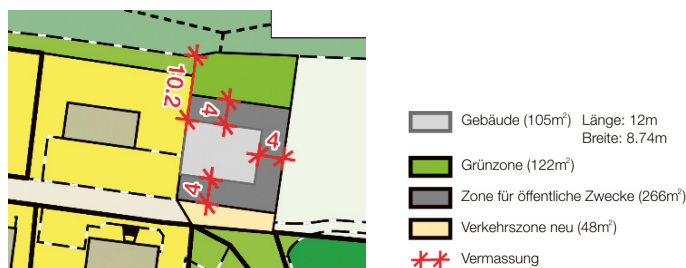 10.2
4
4
4
Gebäude (105m²) Länge: 12m
Breite: 8.74m
Grünzone (122m²)
Zone für öffentliche Zwecke (266m²)
Verkehrszone neu (48m²)
Vermassung